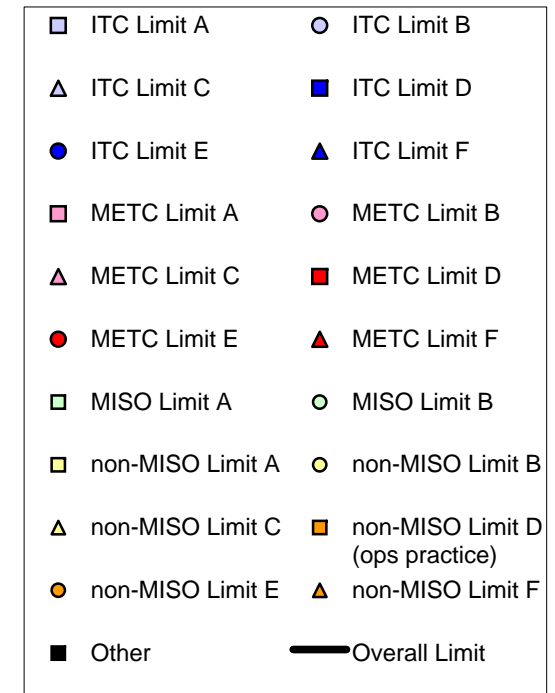 ITC Limit A ITC Limit B
ITC Limit C ITC Limit D
ITC Limit E ITC Limit F
METC Limit A METC Limit B
METC Limit C METC Limit D
METC Limit E METC Limit F
MISO Limit A MISO Limit B
non-MISO Limit A non-MISO Limit B
non-MISO Limit C non-MISO Limit D
(ops practice)
non-MISO Limit E non-MISO Limit F
Other Overall Limit